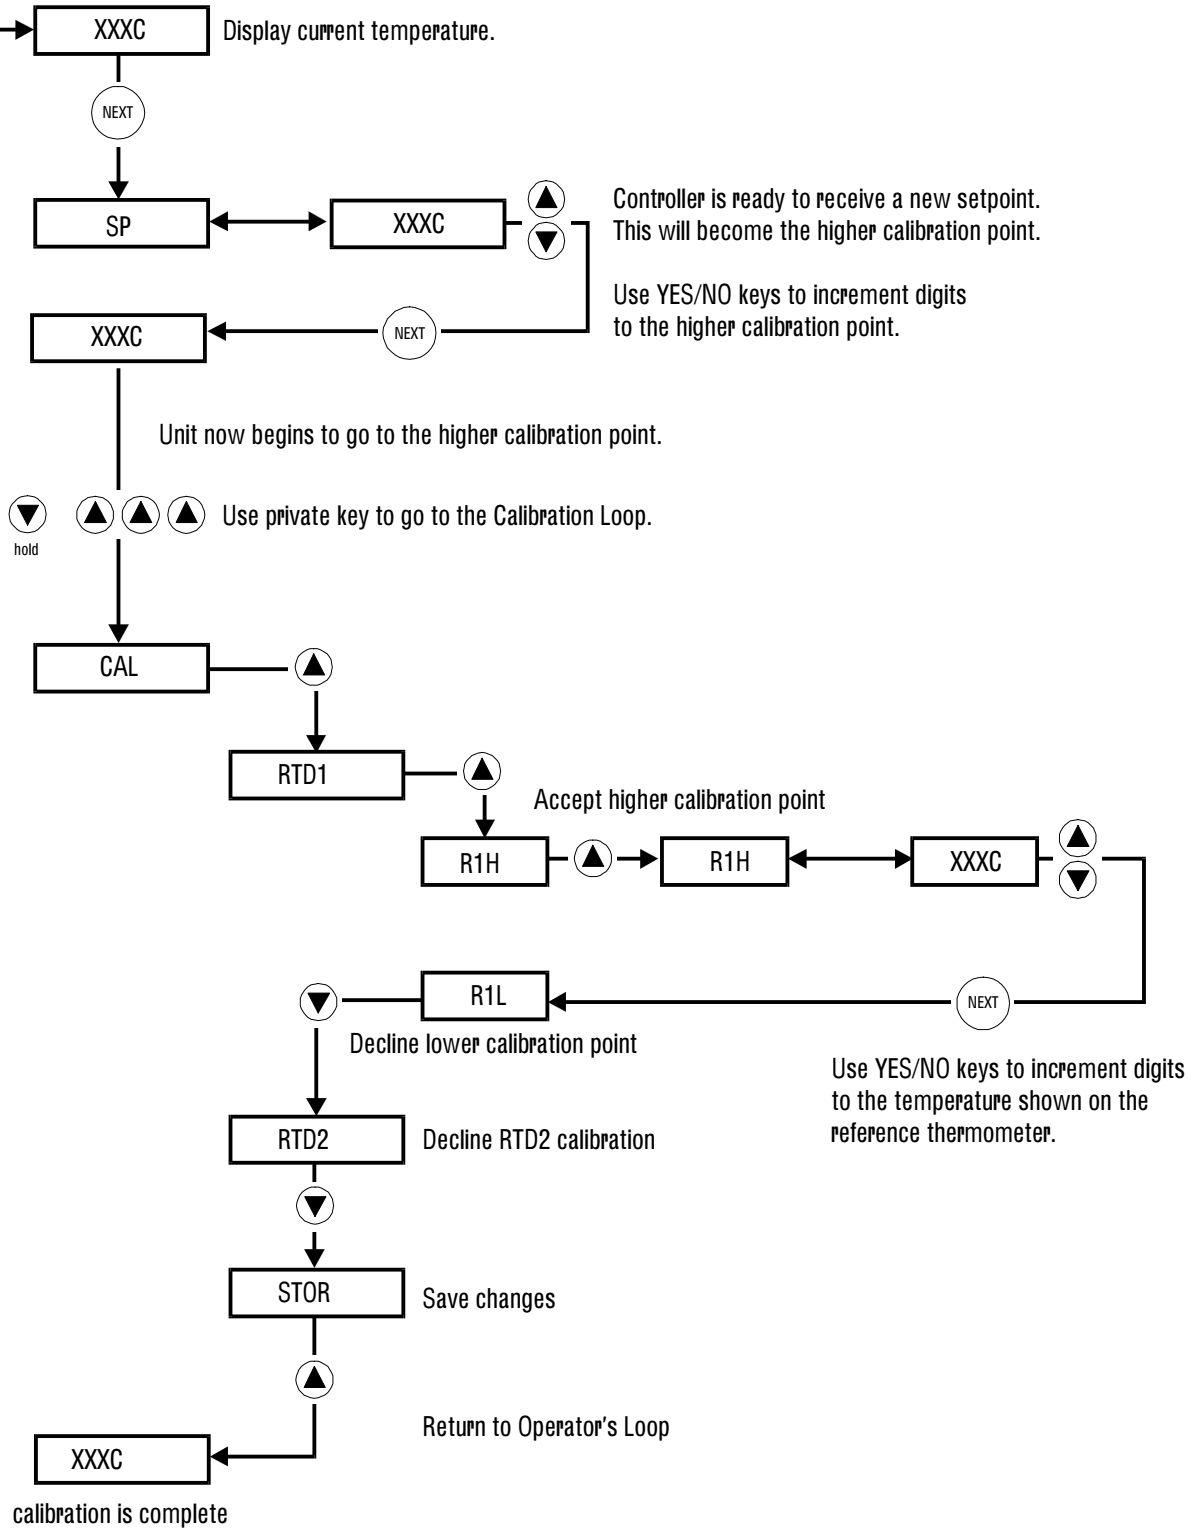 XXXC
Display current temperature.
NEXT
SP
XXXC
Controller is ready to receive a new setpoint.
This will become the higher calibration point.
Use YES/NO keys to increment digits
to the higher calibration point.
XXXC
NEXT
Unit now begins to go to the higher calibration point.
Use private key to go to the Calibration Loop.
hold
CAL
RTD1
Accept higher calibration point
R1H
R1H
XXXC
R1L
NEXT
Decline lower calibration point
Use YES/NO keys to increment digits
to the temperature shown on the
reference thermometer.
RTD2
Decline RTD2 calibration
STOR
Save changes
Return to Operator's Loop
XXXC
calibration is complete